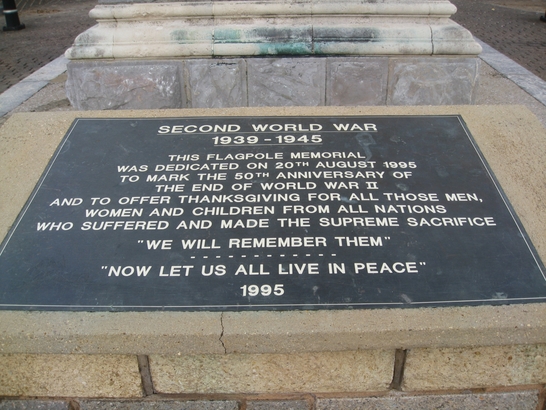 SECOND WORLD WAR
1939-1945
THIS FLAGPOLE MEMORIAL
WAS DEDICATED ON 20TH AUGUST 1995
TO MARK THE 50TH ANNIVERSARY OF
THE END OF WORLD WAR II
AND TO OFFER THANKSGIVING FOR ALL THOSE MEN,
WOMEN AND CHILDREN FROM ALL NATIONS
WHO SUFFERED AND MADE THE SUPREME SACRIFICE
"WE WILL REMEMBER THEM"
------------
"NOW LET US ALL LIVE IN PEACE"
1995